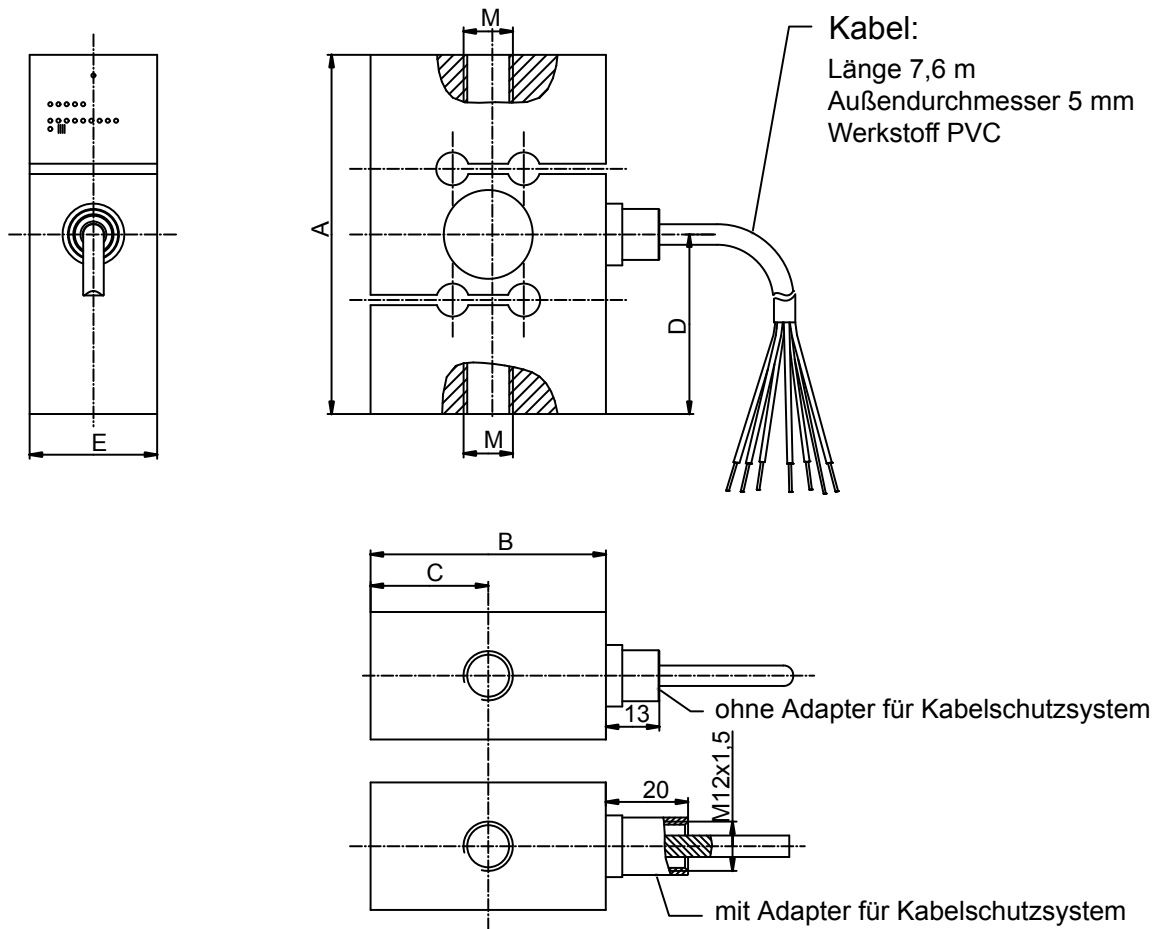 M
Kabel:
Länge 7,6 m
Außendurchmesser 5 mm
Werkstoff PVC
A
D
E
M
B
C
13
ohne Adapter für Kabelschutzsystem
20
M12x1,5
mit Adapter für Kabelschutzsystem